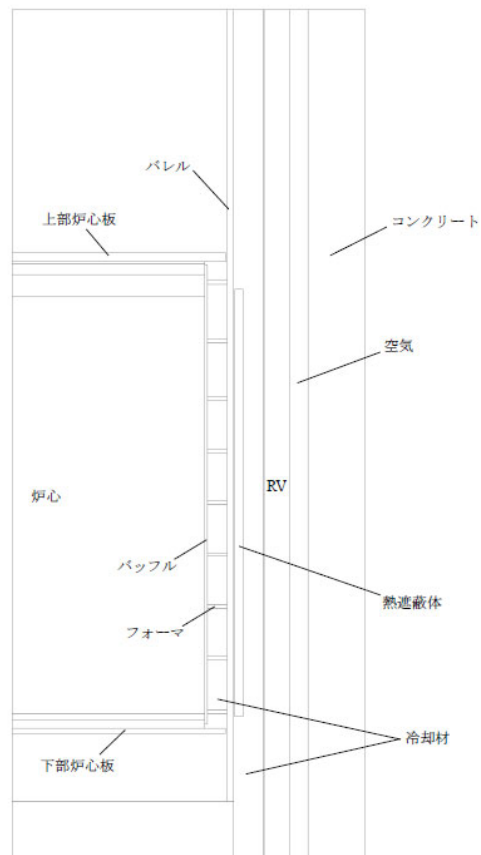 バレル
上部炉心板
コンクリート
空気
炉心
RV
バッフル
熱遮蔽体
フォーマ
冷却材
下部炉心板